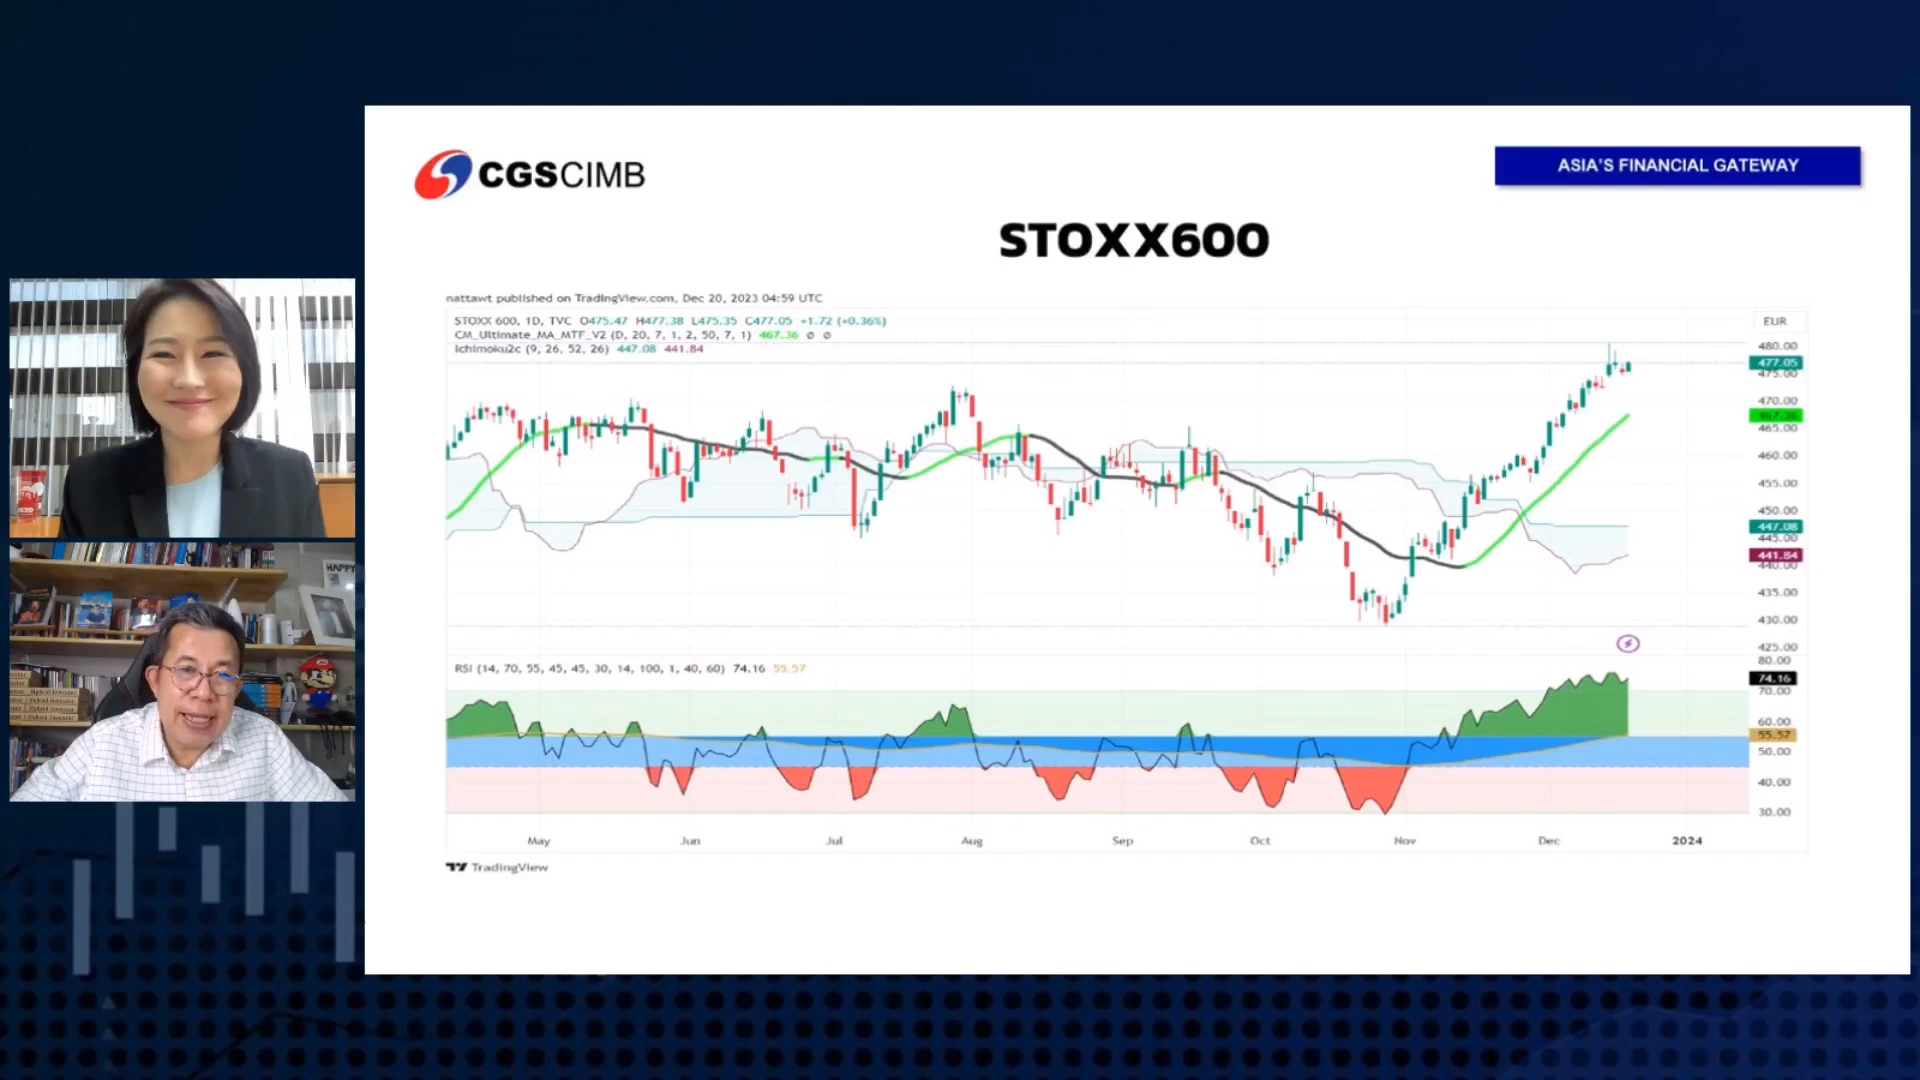 CGSCIMB
ASIA'S FINANCIAL GATEWAY
STOXX600
nattawt published on TradingView.com, Dec 20, 2023 04:59 UTC
STOXX 600, 1D, TVC O475.47 H477.38 L475.35 C477.05 +1.72 (+0.36%)
CM_Ultimate_MA_MTF_V2 (D, 20, 7, 1, 2, 50, 7, 1) 467.36 ∅ ∅
Ichimoku2c (9, 26, 52, 26) 447.08 441.84
EUR
480.00
477.05
475.00
470.00
467.36
465.00
460.00
455.00
450.00
447.08
445.00
441.84
440.00
435.00
430.00
425.00
RSI (14, 70, 55, 45, 45, 30, 14, 100, 1, 40, 60) 74.16 55.57
80.00
74.16
70.00
60.00
55.57
50.00
40.00
30.00
May Jun Jul Aug Sep Oct Nov Dec 2024
TradingView
HAPPY